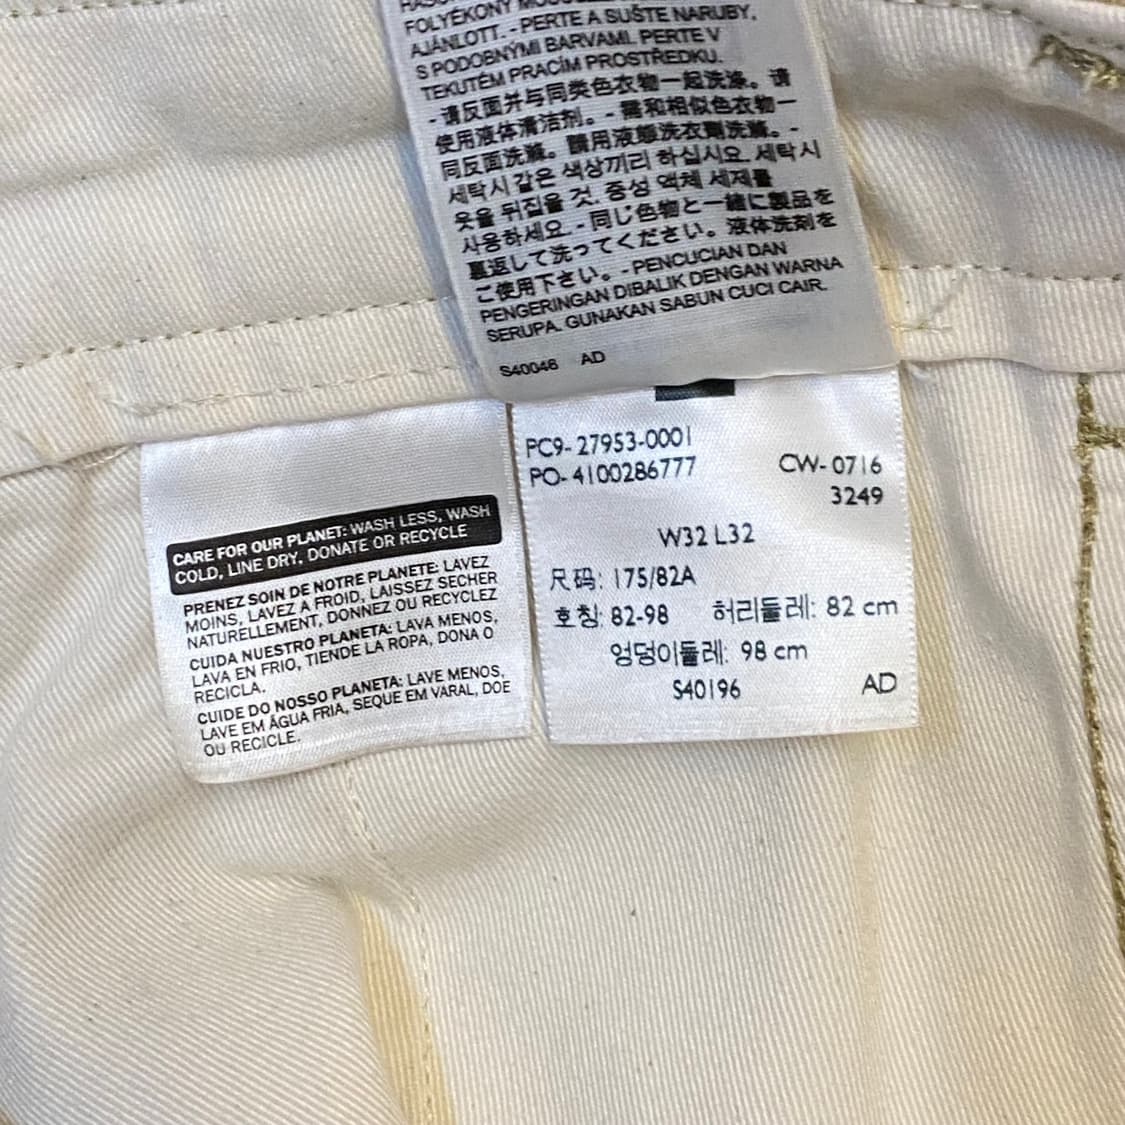 FOLYÉKONY
AJÁNLOTT. - PERTE A SUŠTE NARUBY,
S PODOBNÝMI BARVAMI. PERTE V
TEKUTÉM PRACÍM PROSTŘEDKU.
- 请反面并与同类色衣物一起洗涤。请
使用液体清洁剂。- 需和相似色衣物一
同反面洗滌。請用液態洗衣劑洗滌。-
세탁시 같은 색상끼리 하십시요. 세탁시
옷을 뒤집을 것. 중성 액체 세제를
사용하세요. - 同じ色物と一緒に製品を
裏返して洗ってください。液体洗剤を
ご使用下さい。- PENCUCIAN DAN
PENGERINGAN DIBALIK DENGAN WARNA
SERUPA. GUNAKAN SABUN CUCI CAIR.
S40046 AD
CARE FOR OUR PLANET: WASH LESS, WASH
COLD, LINE DRY, DONATE OR RECYCLE
PRENEZ SOIN DE NOTRE PLANETE: LAVEZ
MOINS, LAVEZ A FROID, LAISSEZ SECHER
NATURELLEMENT, DONNEZ OU RECYCLEZ
CUIDA NUESTRO PLANETA: LAVA MENOS,
LAVA EN FRIO, TIENDE LA ROPA, DONA O
RECICLA.
CUIDE DO NOSSO PLANETA: LAVE MENOS,
LAVE EM ÁGUA FRIA, SEQUE EM VARAL, DOE
OU RECICLE.
PC9- 27953-0001
PO- 4100286777 CW- 0716
3249
W32 L32
尺码: 175/82A
호칭: 82-98 허리둘레: 82 cm
엉덩이둘레: 98 cm
S40196 AD